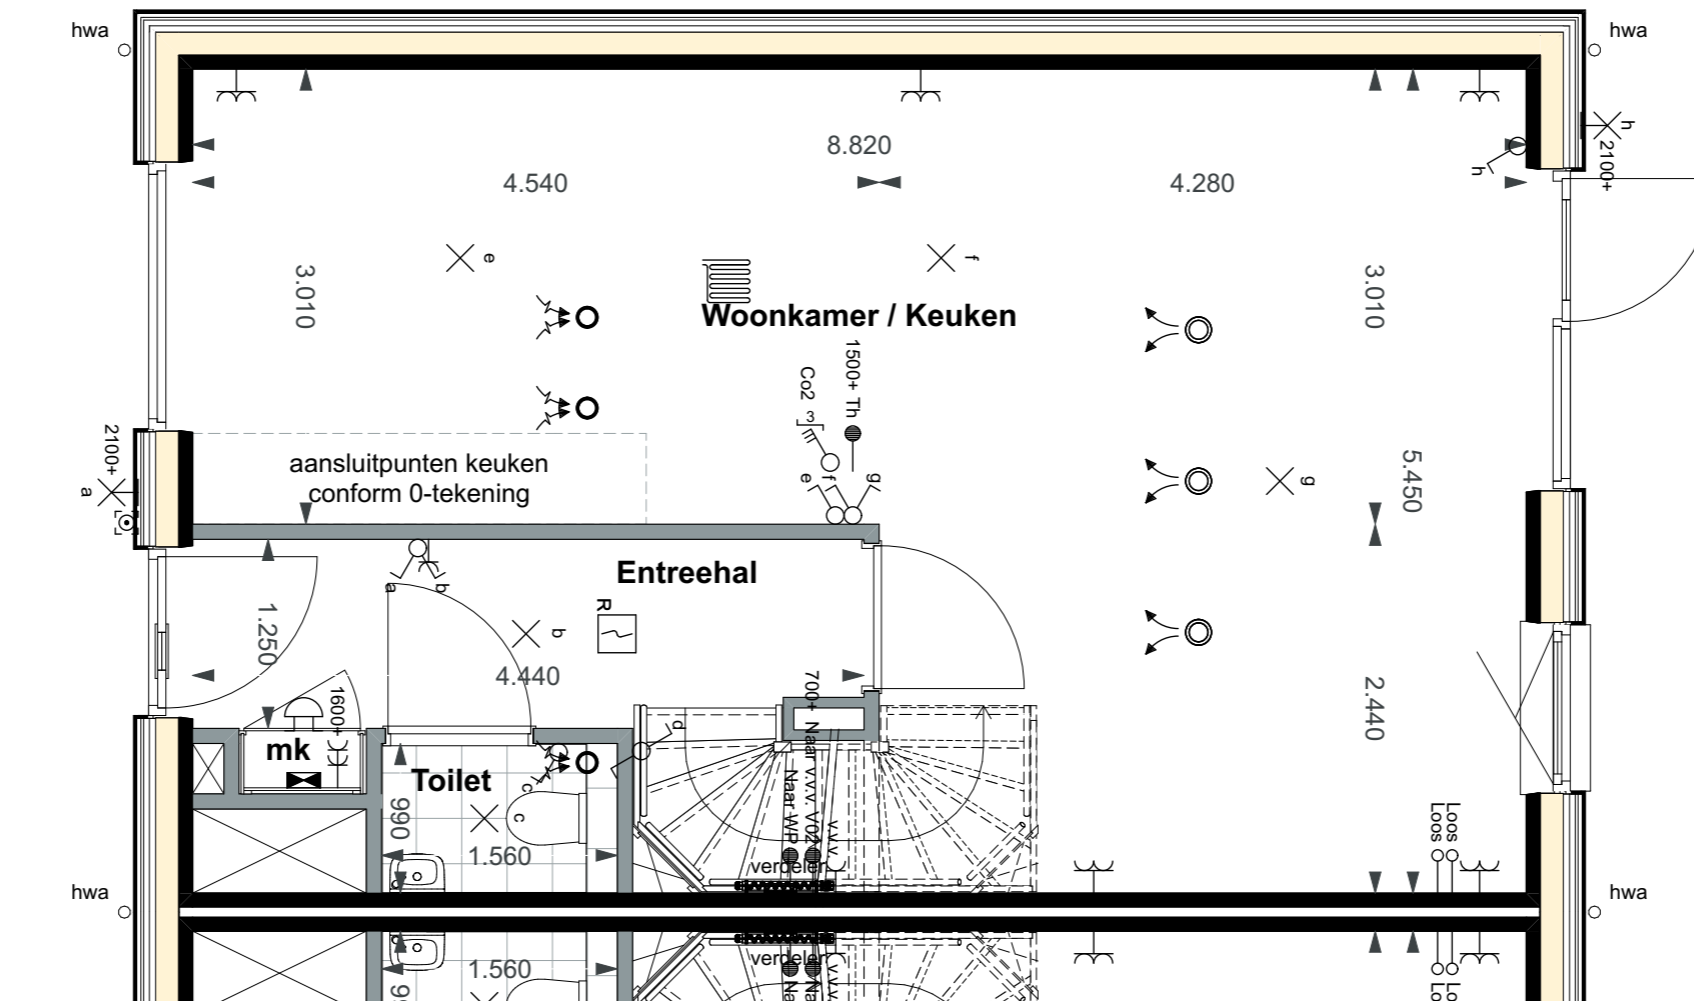 hwa
hwa
8.820
4.540
4.280
h
h
2100+
e
f
3.010
3.010
Woonkamer / Keuken
1500+ Th
Co2
3
2100+
a
aansluitpunten keuken
conform 0-tekening
e
f
g
g
5.450
Entreehal
a
b
R
b
1.250
4.440
2.440
1600+
700+
d
mk
Toilet
c
c
990
1.560
Naar WP
Naar v.v. V02
v.v.
verdeler
Loos
Loos
hwa
hwa
1.560
verdeler